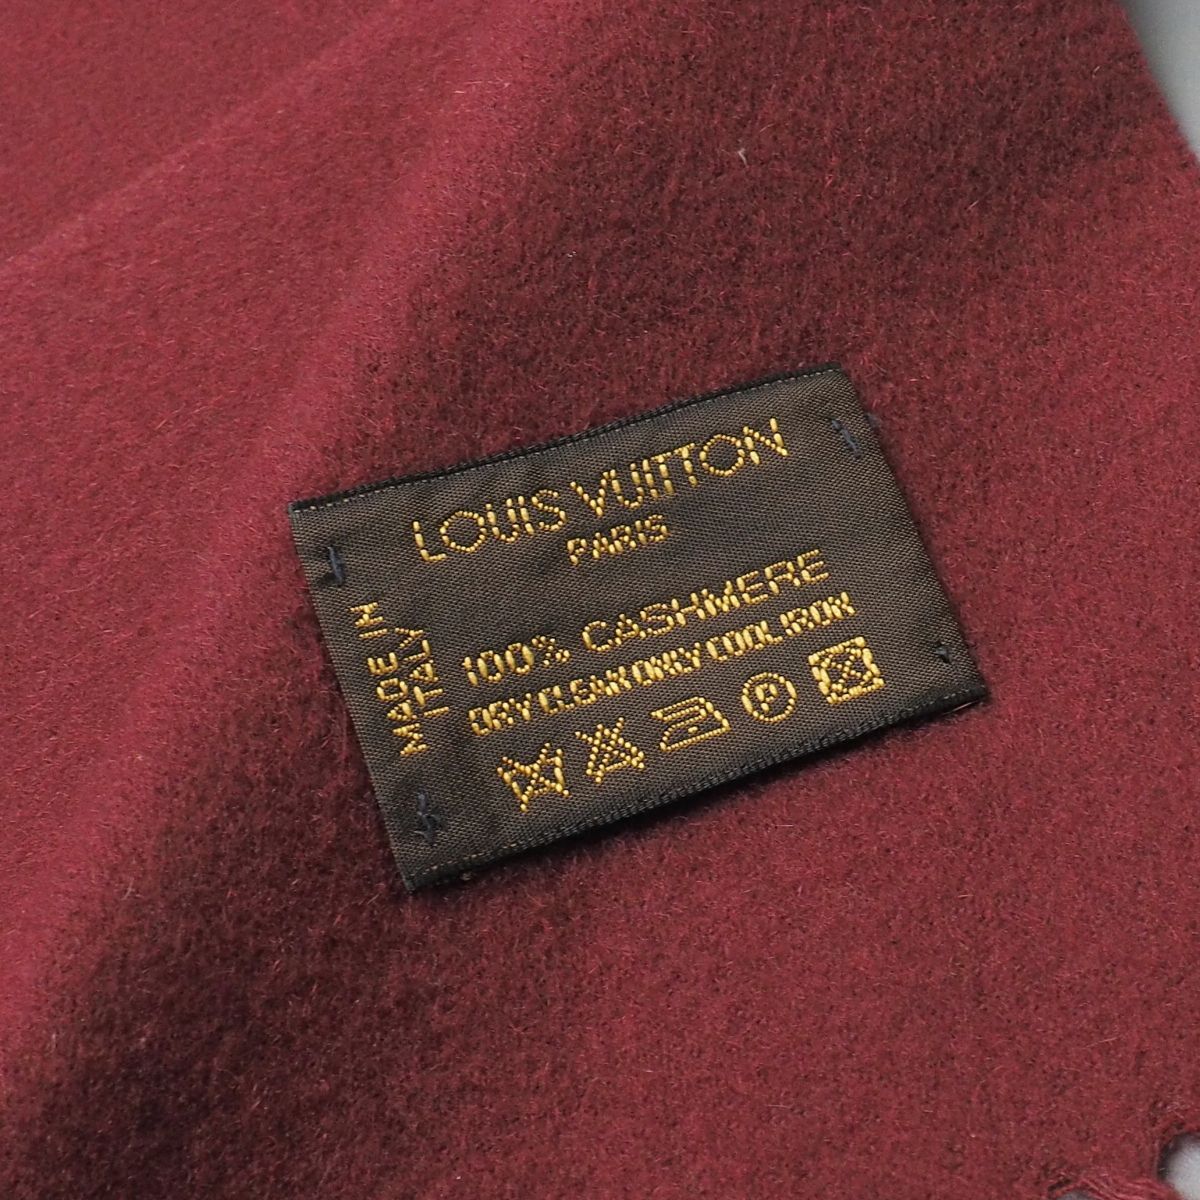 LOUIS VUITTON
PARIS
100% CASHMERE
DRY CLEAN ONLY COOL IRON
P
MADE IN
ITALY